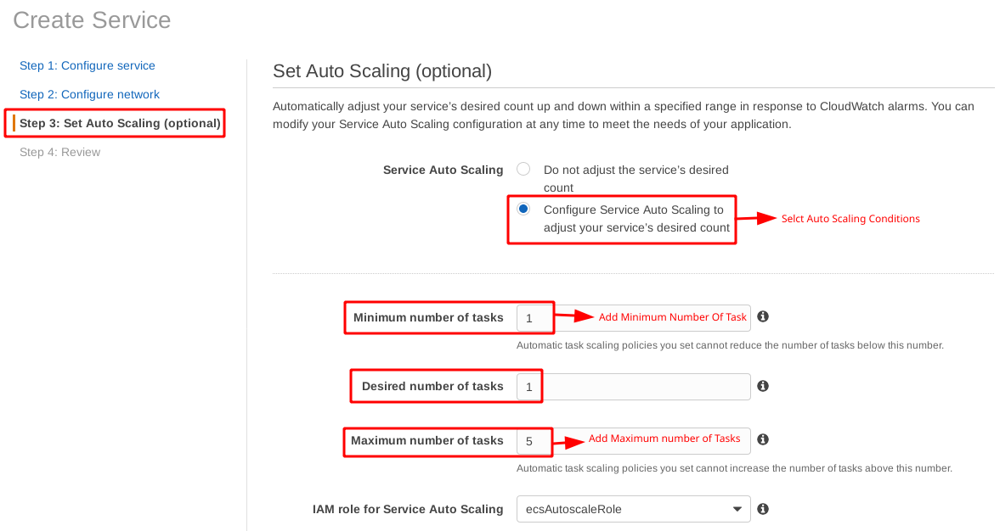 Create Service
Step 1: Configure service
Step 2: Configure network
Step 3: Set Auto Scaling (optional)
Step 4: Review
Set Auto Scaling (optional)
Automatically adjust your service's desired count up and down within a specified range in response to CloudWatch alarms. You can
modify your Service Auto Scaling configuration at any time to meet the needs of your application.
Service Auto Scaling
Do not adjust the service's desired
count
Configure Service Auto Scaling to
adjust your service's desired count
Selct Auto Scaling Conditions
Minimum number of tasks 1 Add Minimum Number Of Task
Automatic task scaling policies you set cannot reduce the number of tasks below this number.
Desired number of tasks 1
Maximum number of tasks 5 Add Maximum number of Tasks
Automatic task scaling policies you set cannot increase the number of tasks above this number.
IAM role for Service Auto Scaling ecsAutoscaleRole